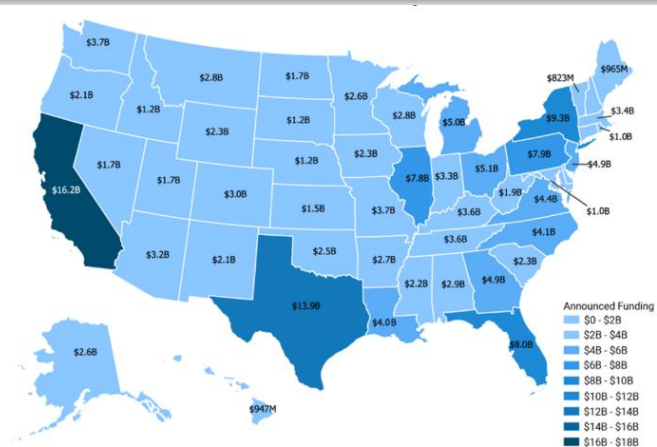 $3.7B
$2.1B
$1.2B
$2.8B
$2.3B
$1.7B
$1.2B
$1.2B
$2.6B
$2.8B
$5.0B
$823M
$965M
$9.3B
$3.4B
$1.0B
$16.2B
$1.7B
$1.7B
$3.0B
$1.5B
$2.3B
$3.7B
$7.8B
$3.3B
$5.1B
$7.9B
$4.9B
$1.9B
$4.4B
$1.0B
$3.6B
$3.6B
$4.1B
$3.2B
$2.1B
$2.5B
$2.7B
$2.3B
$13.9B
$4.0B
$2.2B
$2.9B
$4.9B
$8.0B
$2.6B
$947M
Announced Funding
$0 - $2B
$2B - $4B
$4B - $6B
$6B - $8B
$8B - $10B
$10B - $12B
$12B - $14B
$14B - $16B
$16B - $18B